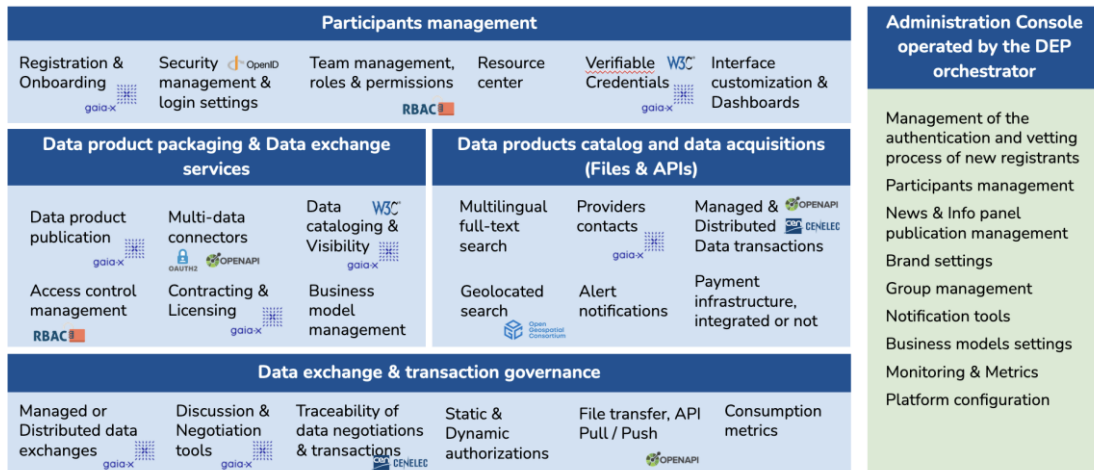 Participants management
Registration &
Onboarding
gaia-x
Security
management &
login settings
OpenID
Team management,
roles & permissions
RBAC
Resource
center
Verifiable
Credentials
W3C
gaia-x
Interface
customization &
Dashboards
Data product packaging & Data exchange
services
Data product
publication
gaia-x
Multi-data
connectors
OAUTH2
OPENAPI
Data
cataloging &
Visibility
W3C
gaia-x
Access control
management
RBAC
Contracting &
Licensing
gaia-x
Business
model
management
Data products catalog and data acquisitions
(Files & APIs)
Multilingual
full-text
search
Providers
contacts
gaia-x
Managed &
Distributed
Data transactions
OPENAPI
cen CENELEC
Geolocated
search
Open
Geospatial
Consortium
Alert
notifications
Payment
infrastructure,
integrated or not
Data exchange & transaction governance
Managed or
Distributed data
exchanges
gaia-x
Discussion &
Negotiation
tools
gaia-x
Traceability of
data negotiations
& transactions
cen CENELEC
Static &
Dynamic
authorizations
File transfer, API
Pull / Push
OPENAPI
Consumption
metrics
Administration Console
operated by the DEP
orchestrator
Management of the
authentication and vetting
process of new registrants
Participants management
News & Info panel
publication management
Brand settings
Group management
Notification tools
Business models settings
Monitoring & Metrics
Platform configuration